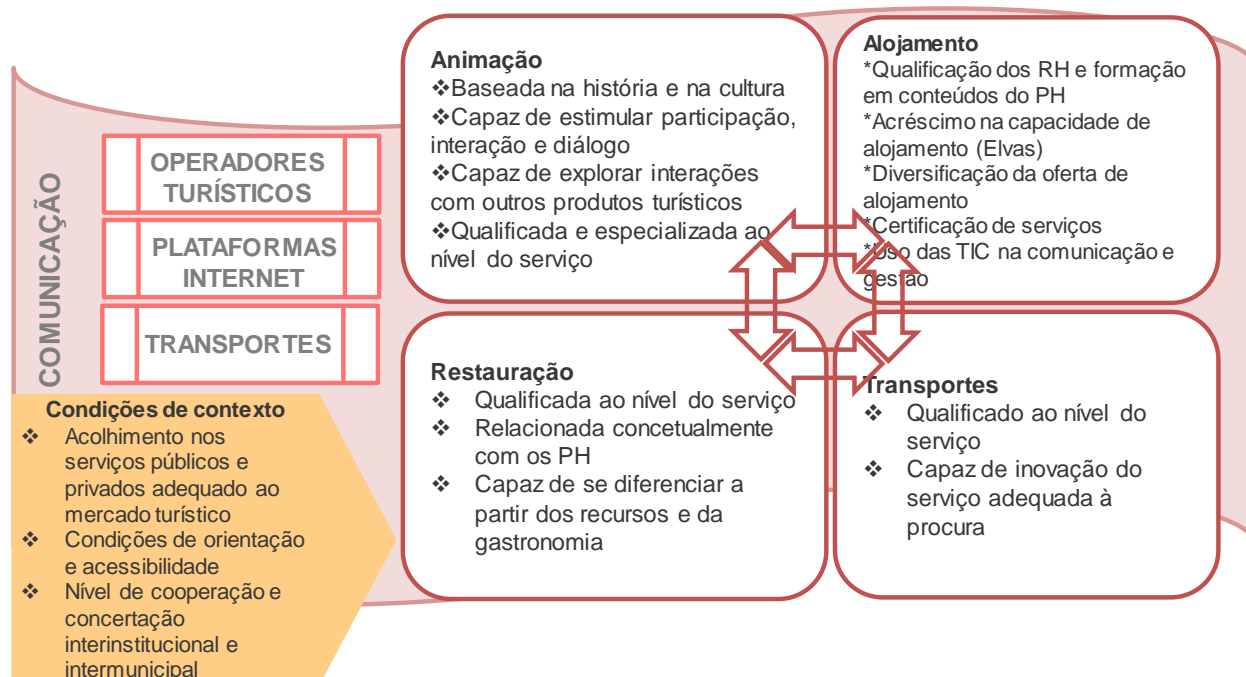 COMUNICAÇÃO
OPERADORES
TURÍSTICOS
PLATAFORMAS
INTERNET
TRANSPORTES
Condições de contexto
❖ Acolhimento nos
serviços públicos e
privados adequado ao
mercado turístico
❖ Condições de orientação
e acessibilidade
❖ Nível de cooperação e
concertação
interinstitucional e
intermunicipal
Animação
❖Baseada na história e na cultura
❖Capaz de estimular participação,
interação e diálogo
❖Capaz de explorar interações
com outros produtos turísticos
❖Qualificada e especializada ao
nível do serviço
Alojamento
*Qualificação dos RH e formação
em conteúdos do PH
*Acréscimo na capacidade de
alojamento (Elvas)
*Diversificação da oferta de
alojamento
*Certificação de serviços
*Uso das TIC na comunicação e
gestão
Restauração
❖ Qualificada ao nível do serviço
❖ Relacionada concetualmente
com os PH
❖ Capaz de se diferenciar a
partir dos recursos e da
gastronomia
Transportes
❖ Qualificado ao nível do
serviço
❖ Capaz de inovação do
serviço adequada à
procura